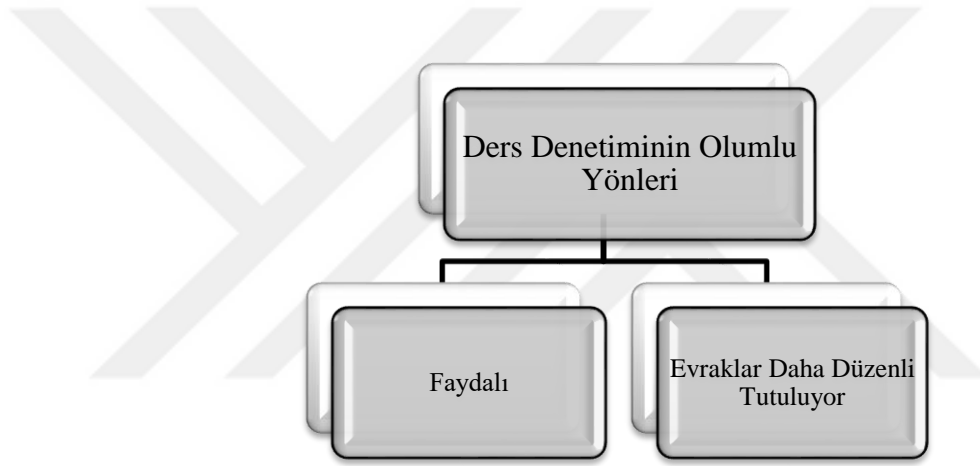 Ders Denetiminin Olumlu
Yönleri
Faydalı
Evraklar Daha Düzenli
Tutuluyor